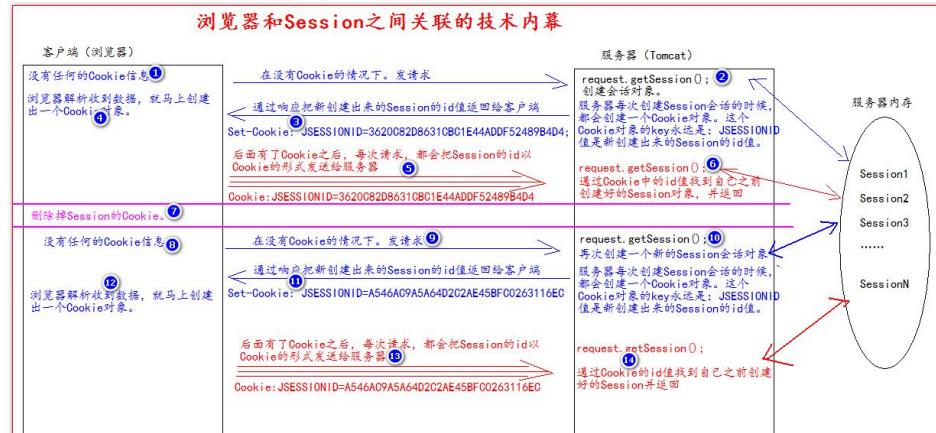 浏览器和Session之间关联的技术内幕
客户端（浏览器）
服务器（Tomcat）
没有任何的Cookie信息 1
在没有Cookie的情况下。发请求
2
request.getSession();
创建会话对象。
服务器内存
浏览器解析收到数据，就马上创建
出一个Cookie对象。
4
通过响应把新创建出来的Session的id值返回给客户端
3
Set-Cookie: JSESSIONID=3620C82D8631CBC1E44ADDF52489B4D4;
服务器每次创建Session会话的时候，
都会创建一个Cookie对象。这个
Cookie对象的key永远是：JSESSIONID
值是新创建出来的Session的id值。
后面有了Cookie之后，每次请求，都会把Session的id以
Cookie的形式发送给服务器 5
Cookie:JSESSIONID=3620C82D8631CBC1E44ADDF52489B4D4
request.getSession(); 6
通过Cookie中的id值找到自己之前创
建好的Session对象，并返回
Session1
Session2
Session3
......
SessionN
删除掉Session的Cookie。 7
没有任何的Cookie信息 8
在没有Cookie的情况下。发请求 9
request.getSession(); 10
再次创建一个新的Session会话对象
通过响应把新创建出来的Session的id值返回给客户端
11
Set-Cookie: JSESSIONID=A546AC9A5A64D2C2AE45BFC0263116EC
服务器每次创建Session会话的时候，
都会创建一个Cookie对象。这个
Cookie对象的key永远是：JSESSIONID
值是新创建出来的Session的id值。
12
浏览器解析收到数据，就马上创建
出一个Cookie对象。
后面有了Cookie之后，每次请求，都会把Session的id以
Cookie的形式发送给服务器 13
Cookie:JSESSIONID=A546AC9A5A64D2C2AE45BFC0263116EC
request.getSession();
14
通过Cookie的id值找到自己之前创建
好的Session并返回